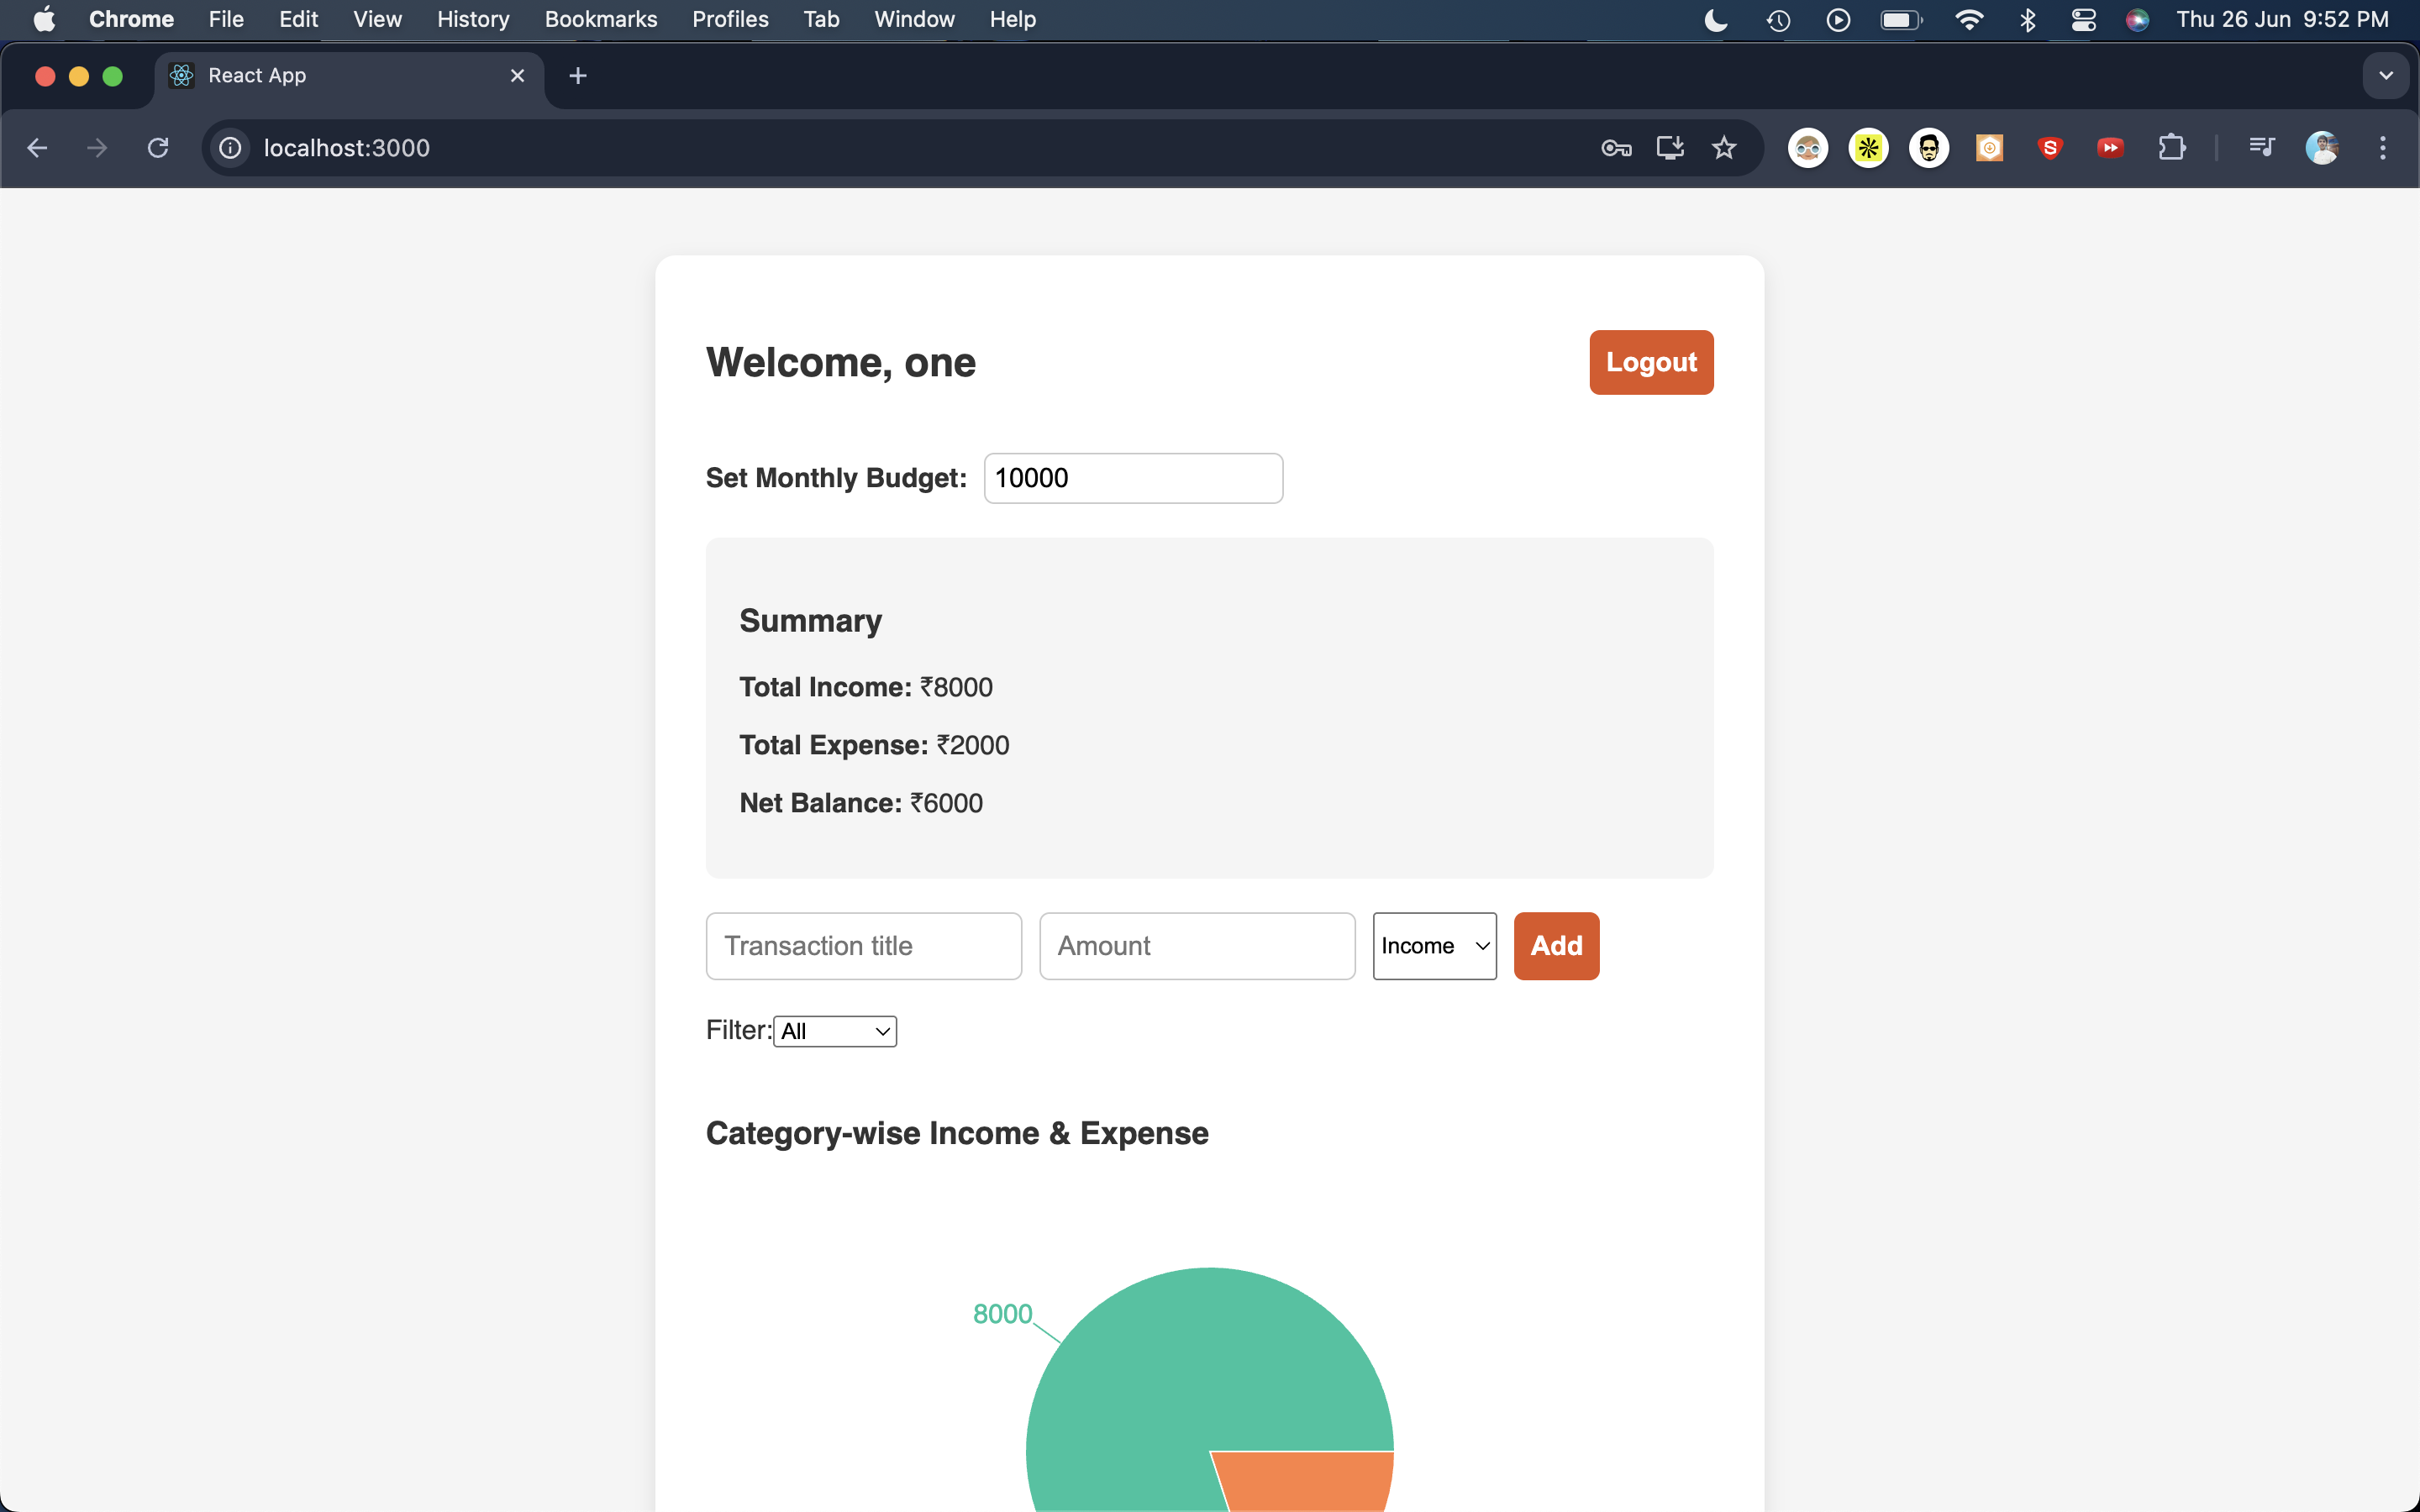 Chrome File Edit View History Bookmarks Profiles Tab Window Help Thu 26 Jun 9:52 PM
React App
localhost:3000
Welcome, one
Logout
Set Monthly Budget: 10000
Summary
Total Income: ₹8000
Total Expense: ₹2000
Net Balance: ₹6000
Transaction title Amount Income Add
Filter: All
Category-wise Income & Expense
8000